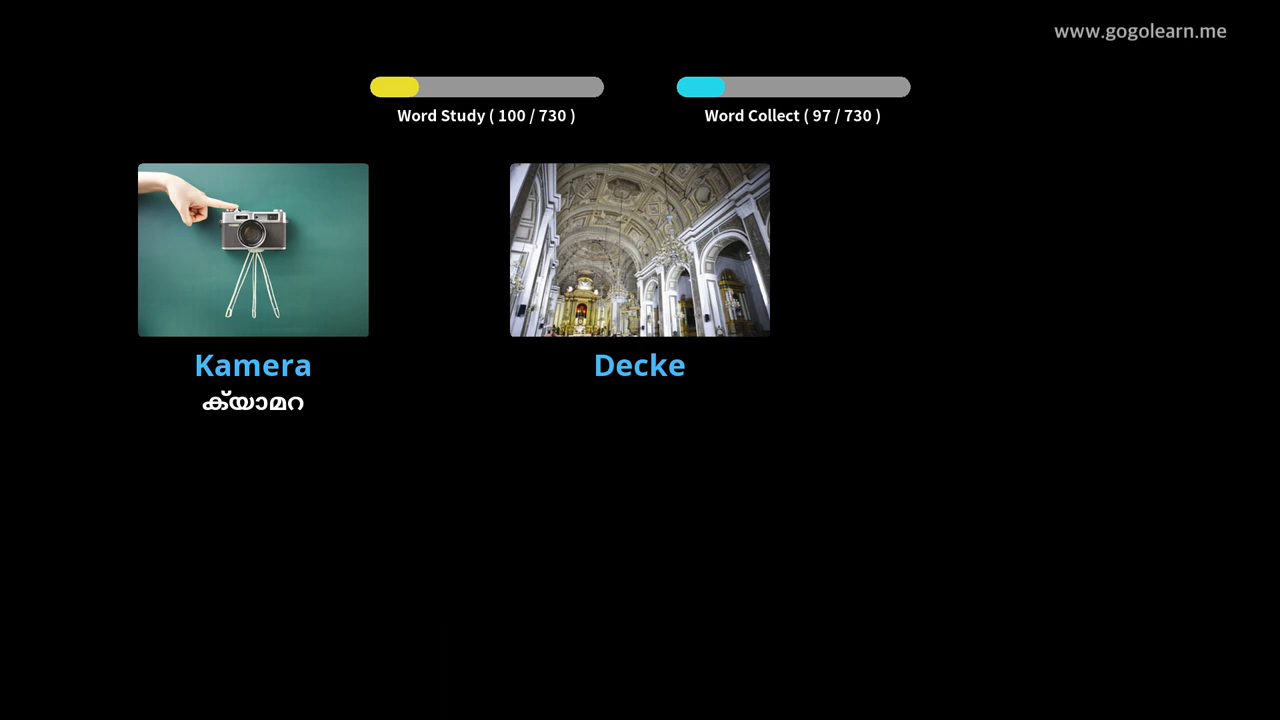 www.gogolearn.me
Word Study ( 100 / 730 )
Word Collect ( 97 / 730 )
Kamera
ക്യാമറ
Decke